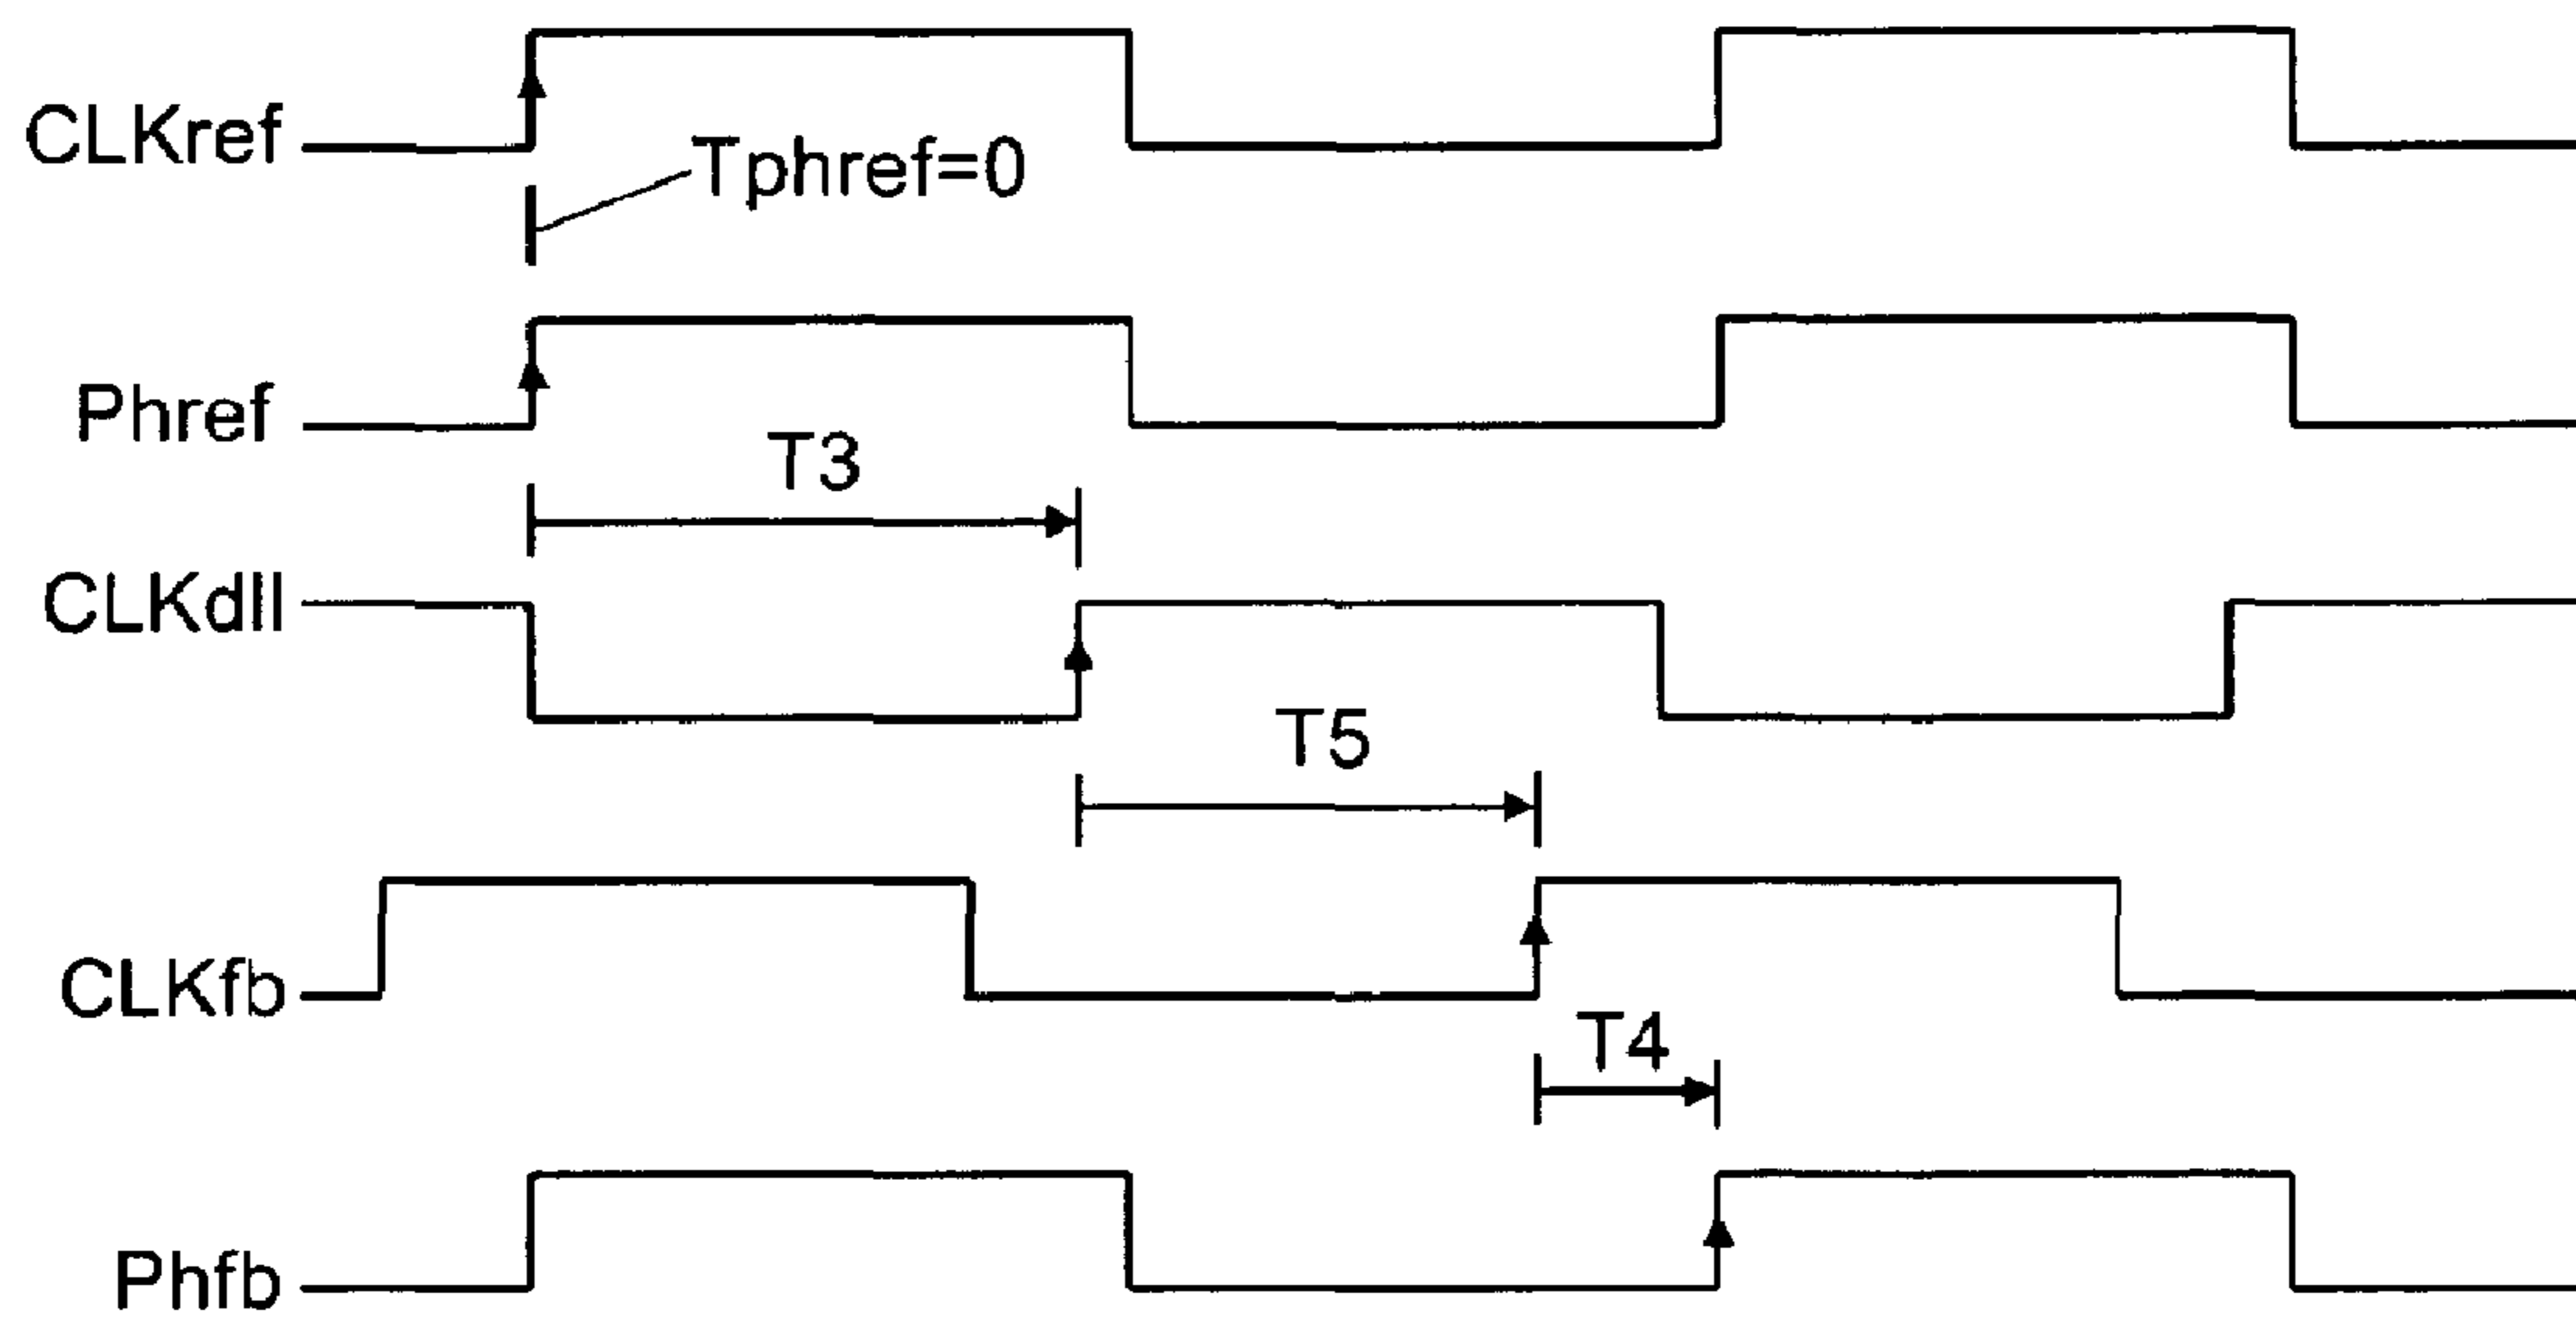 CLKref
Tphref=0
Phref
T3
CLKdll
T5
CLKfb
T4
Phfb